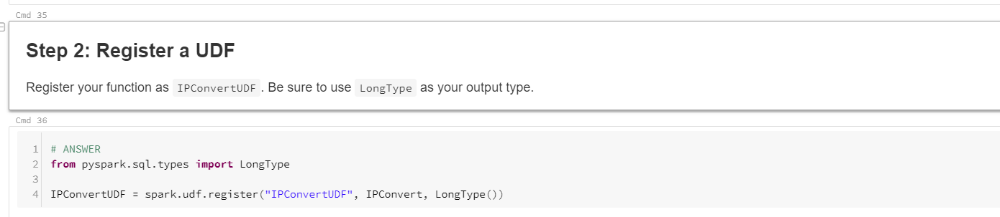 Cmd 35
Step 2: Register a UDF
Register your function as IPConvertUDF . Be sure to use LongType as your output type.
Cmd 36
1 # ANSWER
2 from pyspark.sql.types import LongType
3
4 IPConvertUDF = spark.udf.register("IPConvertUDF", IPConvert, LongType())